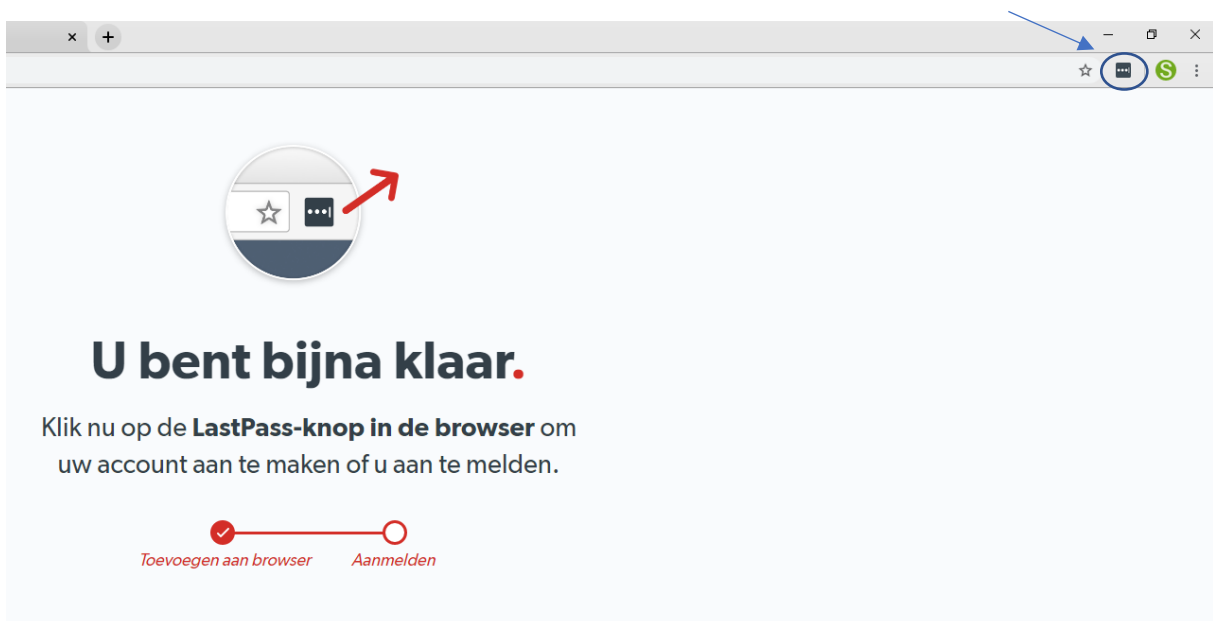 U bent bijna klaar.
Klik nu op de LastPass-knop in de browser om
uw account aan te maken of u aan te melden.
Toevoegen aan browser Aanmelden